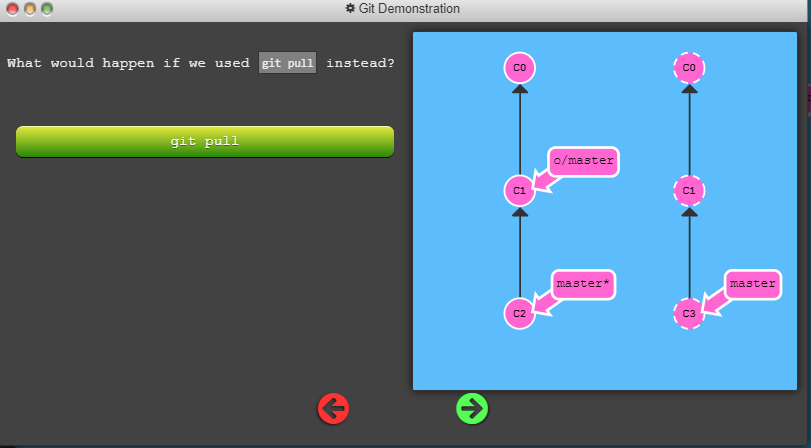 Git Demonstration
What would happen if we used git pull instead?
git pull
C0
C0
o/master
C1
C1
master*
master
C2
C3